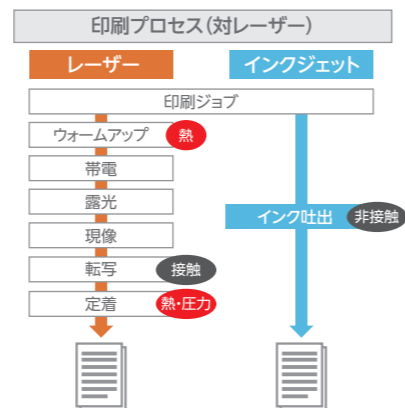 印刷プロセス(対レーザー)
レーザー
インクジェット
印刷ジョブ
ウォームアップ 熱
帯電
露光
インク吐出 非接触
現像
転写 接触
定着 熱・圧力